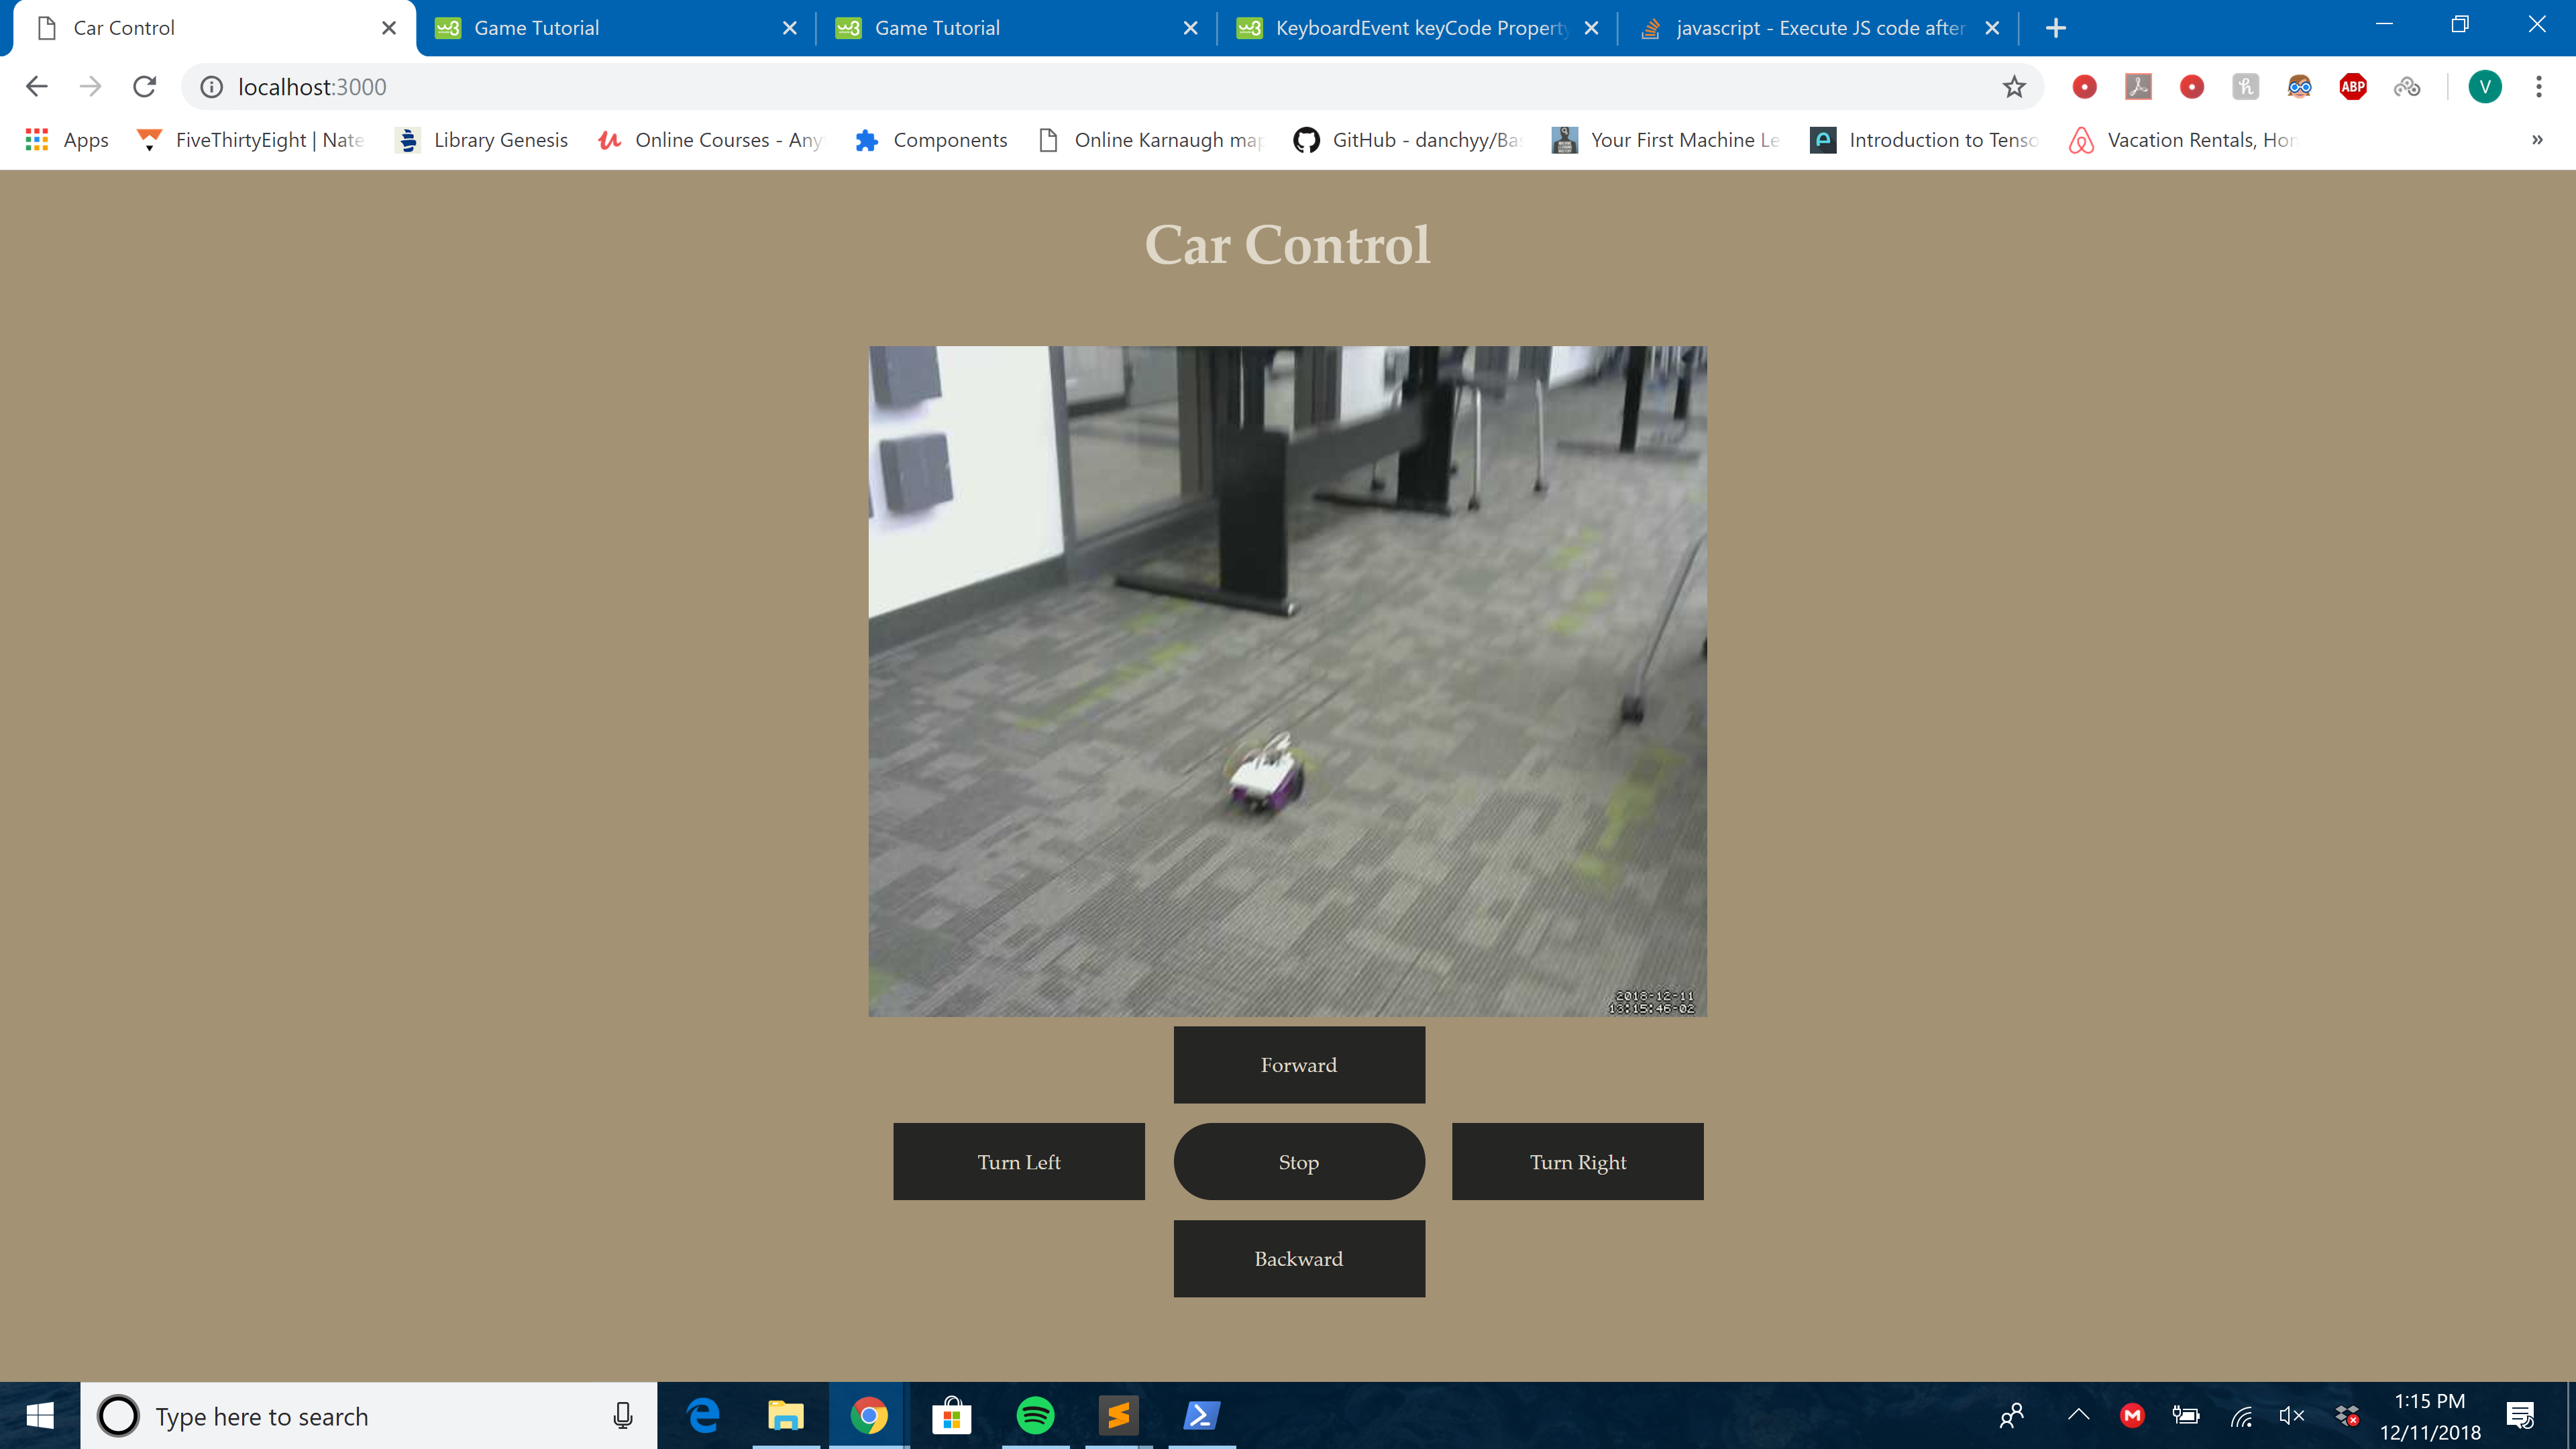 Car Control
Game Tutorial
Game Tutorial
KeyboardEvent keyCode Property
javascript - Execute JS code after
localhost:3000
ABP
V
Apps
FiveThirtyEight | Nate
Library Genesis
Online Courses - Any
Components
Online Karnaugh map
GitHub - danchyy/Bas
Your First Machine Le
Introduction to Tenso
Vacation Rentals, Hon
»
Car Control
2018-12-11
13:15:46-02
Forward
Turn Left
Stop
Turn Right
Backward
Type here to search
1:15 PM
12/11/2018